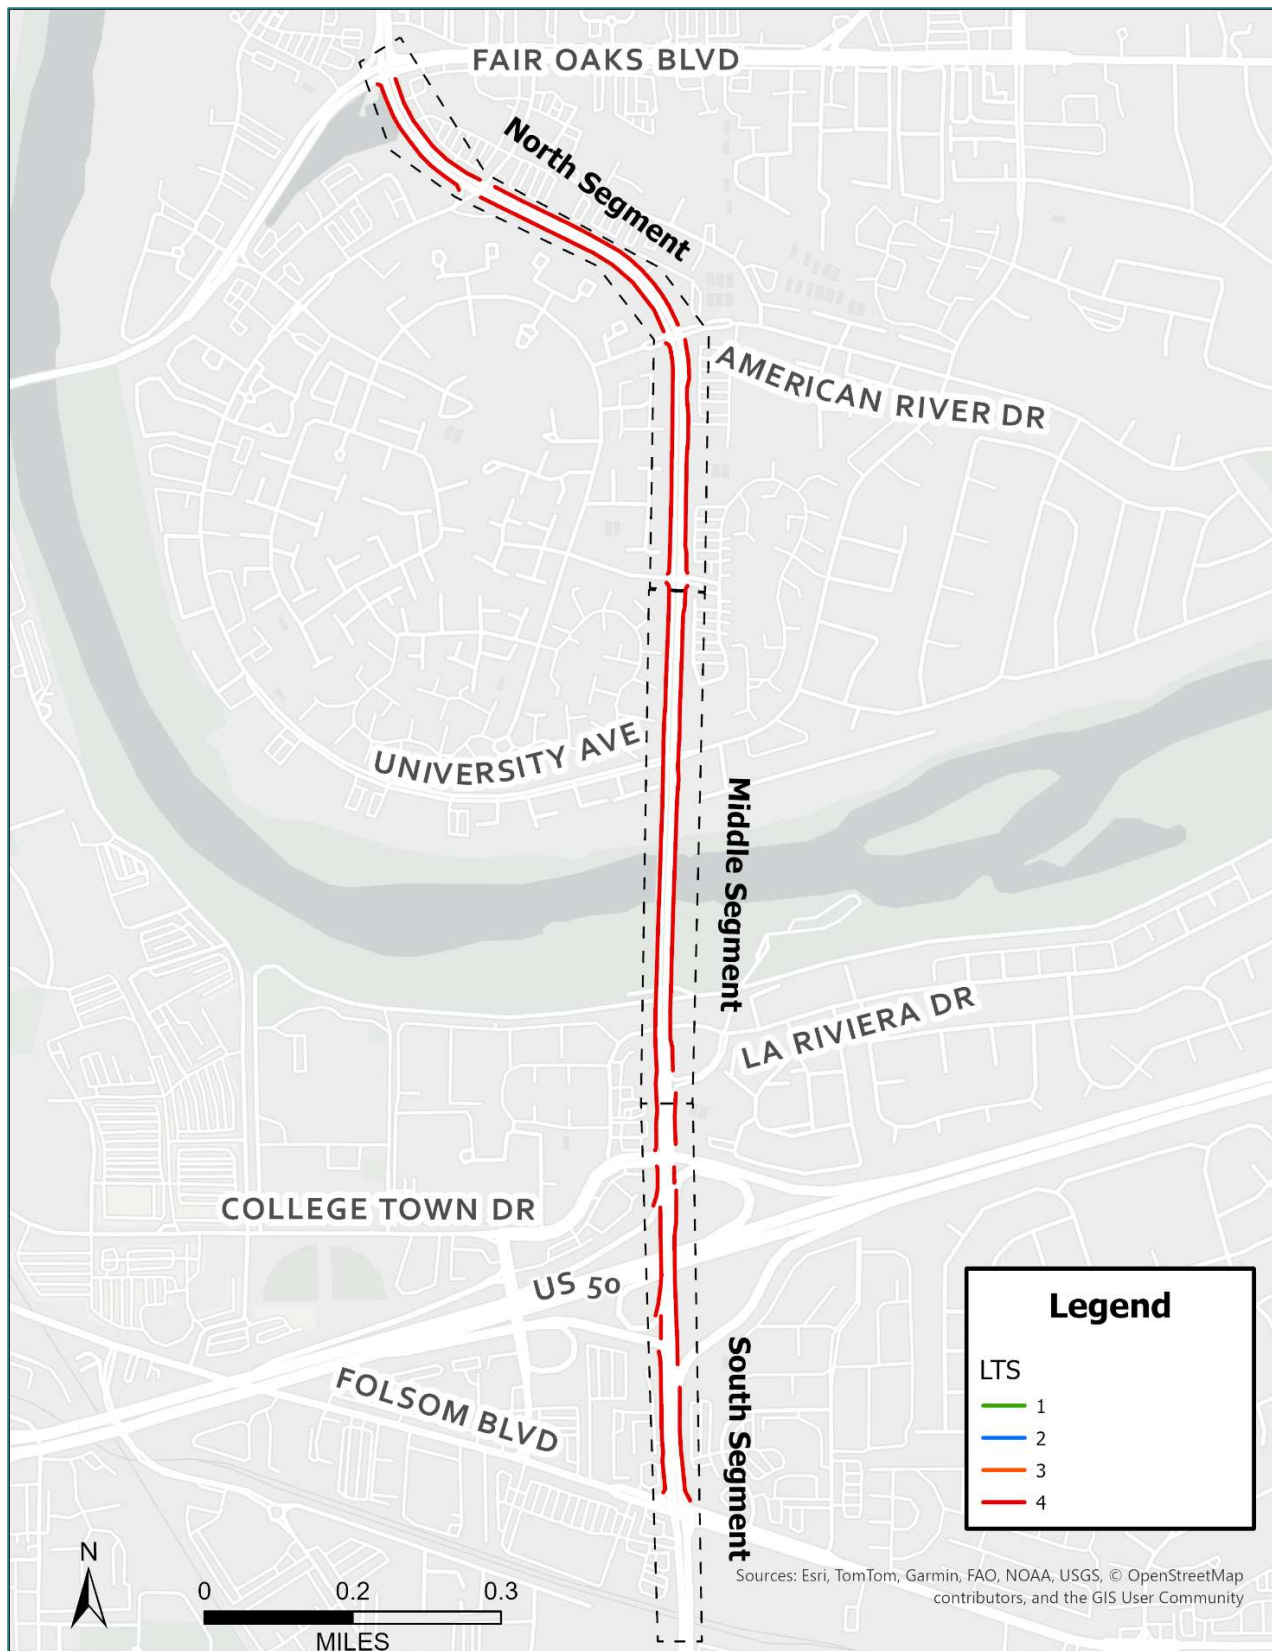 FAIR OAKS BLVD
North Segment
AMERICAN RIVER DR
UNIVERSITY AVE
Middle Segment
LA RIVIERA DR
COLLEGE TOWN DR
US 50
South Segment
FOLSOM BLVD
Legend
LTS
1
2
3
4
N
0 0.2 0.3
MILES
Sources: Esri, TomTom, Garmin, FAO, NOAA, USGS, © OpenStreetMap
contributors, and the GIS User Community